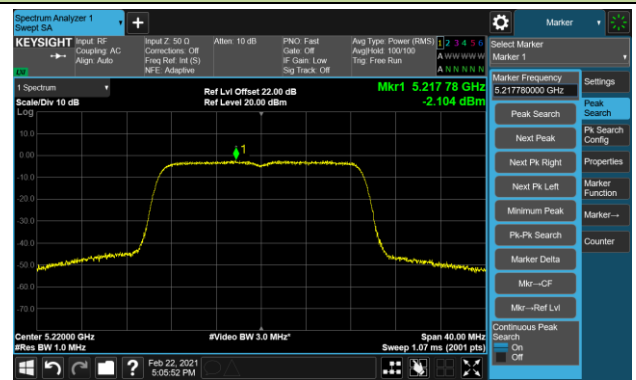 Spectrum Analyzer 1
Swept SA
+
Marker
KEYSIGHT
Input: RF
Coupling: AC
Align: Auto
Input Z: 50 Ω
Corrections: Off
Freq Ref: Int (S)
NFE: Adaptive
Atten: 10 dB
PNO: Fast
Gate: Off
IF Gain: Low
Sig Track: Off
Avg Type: Power (RMS)
Avg|Hold: 100/100
Trig: Free Run
1 2 3 4 5 6
A W W W W W
A N N N N N
LM
Select Marker
Marker 1
1 Spectrum
Scale/Div 10 dB
Ref Lvl Offset 22.00 dB
Ref Level 20.00 dBm
Mkr1 5.217 78 GHz
-2.104 dBm
Log
10.0
0.00
-10.0
-20.0
-30.0
-40.0
-50.0
-60.0
-70.0
1
Center 5.22000 GHz
#Res BW 1.0 MHz
#Video BW 3.0 MHz*
Span 40.00 MHz
Sweep 1.07 ms (2001 pts)
Marker Frequency
5.217780000 GHz
Peak Search
Next Peak
Next Pk Right
Next Pk Left
Minimum Peak
Pk-Pk Search
Marker Delta
Mkr→CF
Mkr→Ref Lvl
Continuous Peak
Search
On
Off
Settings
Peak
Search
Pk Search
Config
Properties
Marker
Function
Marker→
Counter
?
Feb 22, 2021
5:05:52 PM